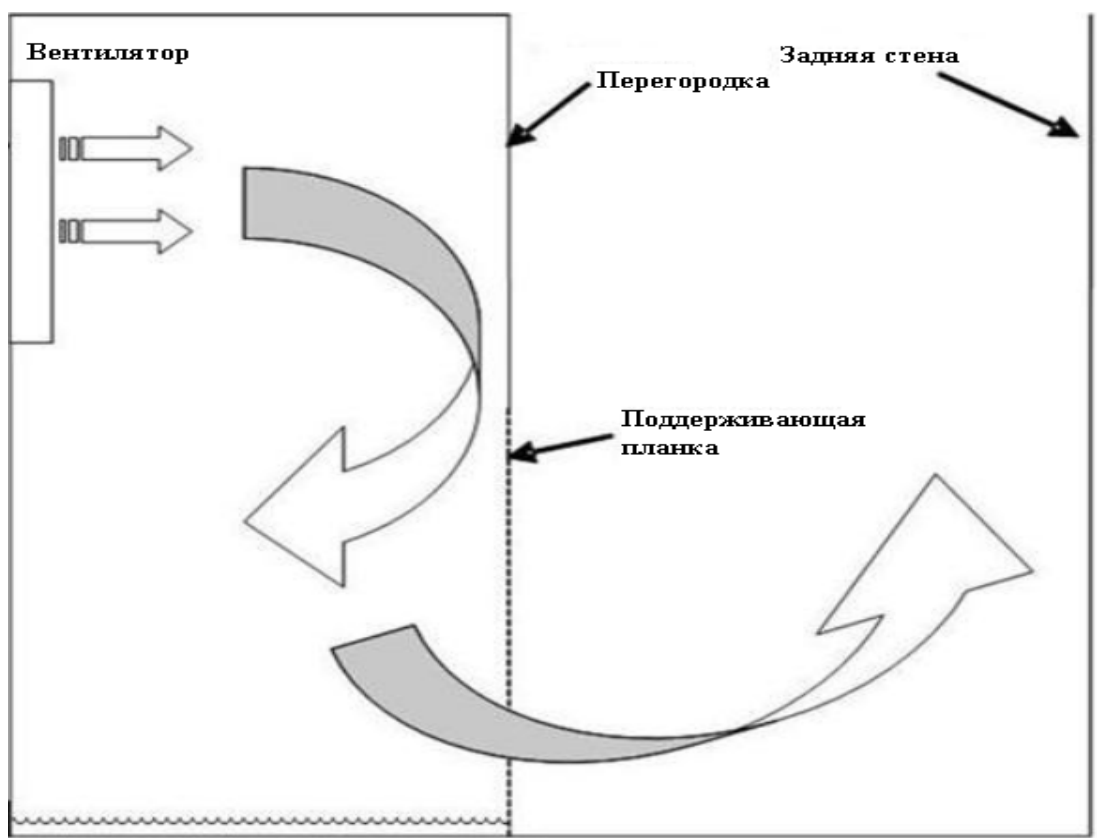 Вентилятор
Задняя стена
Перегородка
Поддерживающая
планка